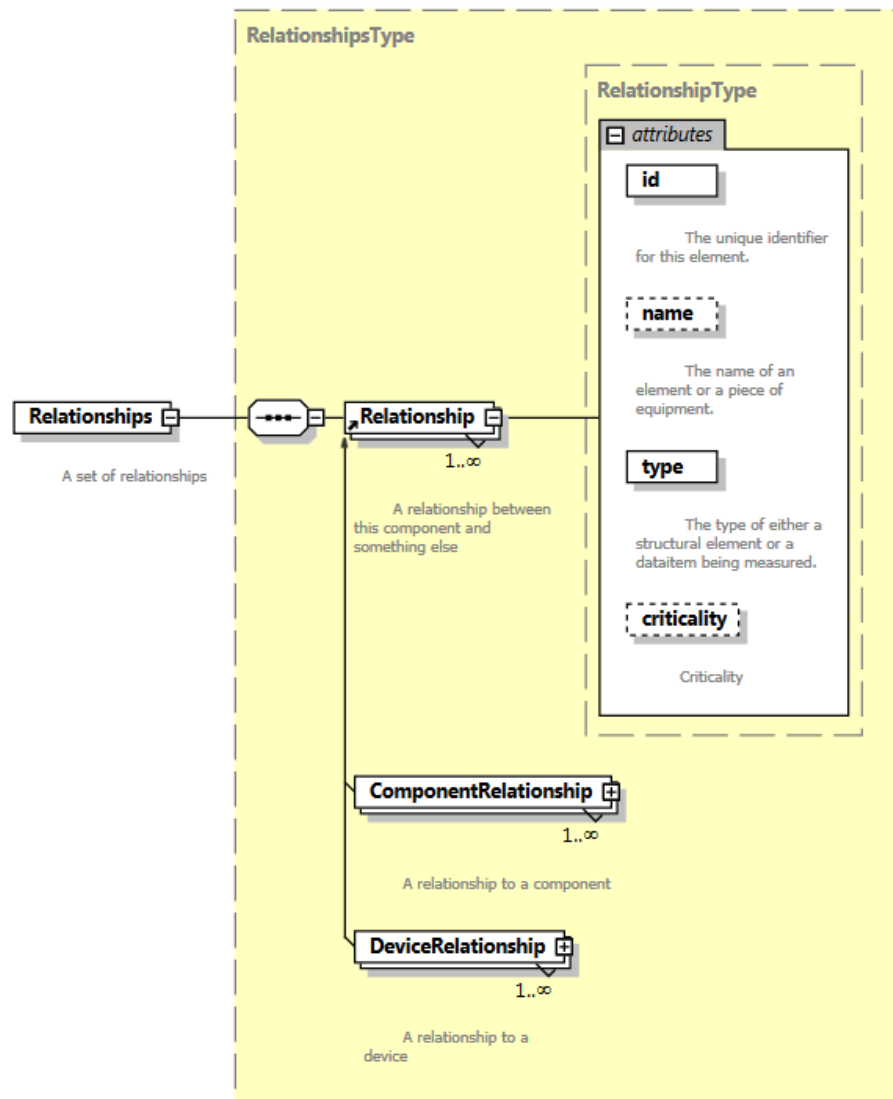 RelationshipsType
RelationshipType
attributes
id
The unique identifier
for this element.
name
The name of an
element or a piece of
equipment.
Relationships
A set of relationships
Relationship
1..∞
A relationship between
this component and
something else
type
The type of either a
structural element or a
dataitem being measured.
criticality
Criticality
ComponentRelationship
1..∞
A relationship to a component
DeviceRelationship
1..∞
A relationship to a
device